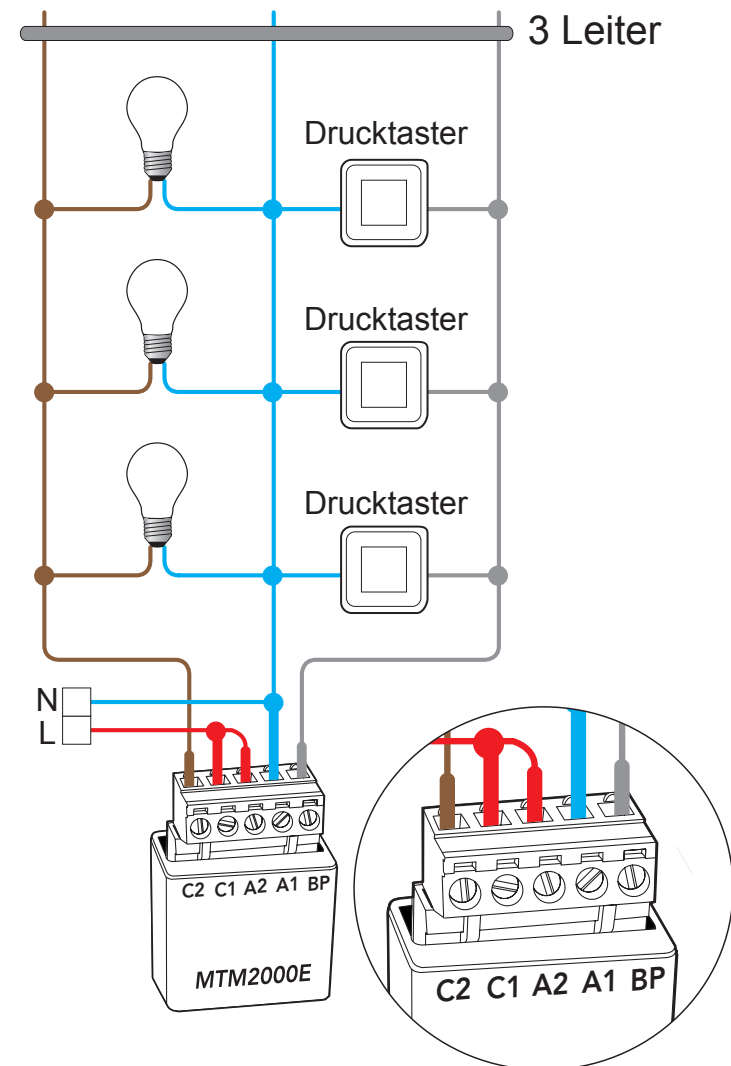 3 Leiter
Drucktaster
Drucktaster
Drucktaster
N
L
C2 C1 A2 A1 BP
MTM2000E
C2 C1 A2 A1 BP